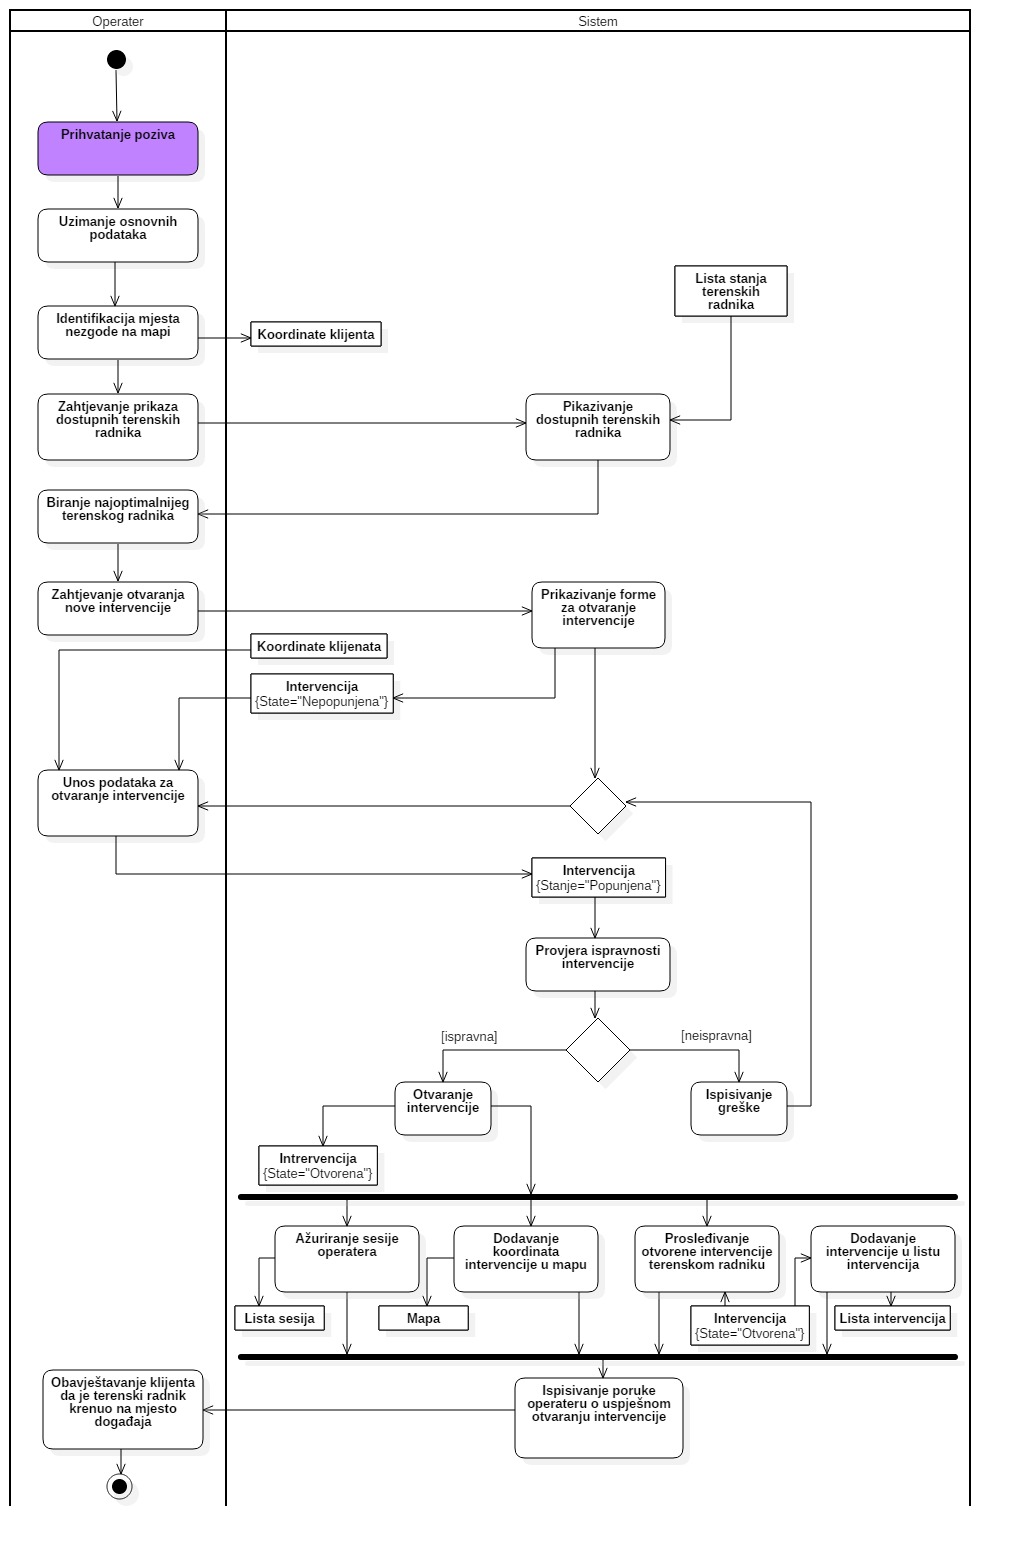 Operater
Sistem
Prihvatanje poziva
Uzimanje osnovnih
podataka
Lista stanja
terenskih
radnika
Identifikacija mjesta
nezgode na mapi
Koordinate klijenta
Zahtjevanje prikaza
dostupnih terenskih
radnika
Pikazivanje
dostupnih terenskih
radnika
Biranje najoptimalnijeg
terenskog radnika
Zahtjevanje otvaranja
nove intervencije
Prikazivanje forme
za otvaranje
intervencije
Koordinate klijenata
Intervencija
{State="Nepopunjena"}
Unos podataka za
otvaranje intervencije
Intervencija
{Stanje="Popunjena"}
Provjera ispravnosti
intervencije
[ispravna]
[neispravna]
Otvaranje
intervencije
Ispisivanje
greške
Intrervencija
{State="Otvorena"}
Ažuriranje sesije
operatera
Dodavanje
koordinata
intervencije u mapu
Prosleđivanje
otvorene intervencije
terenskom radniku
Dodavanje
intervencije u listu
intervencija
Lista sesija
Mapa
Intervencija
{State="Otvorena"}
Lista intervencija
Obavještavanje klijenta
da je terenski radnik
krenuo na mjesto
događaja
Ispisivanje poruke
operateru o uspješnom
otvaranju intervencije